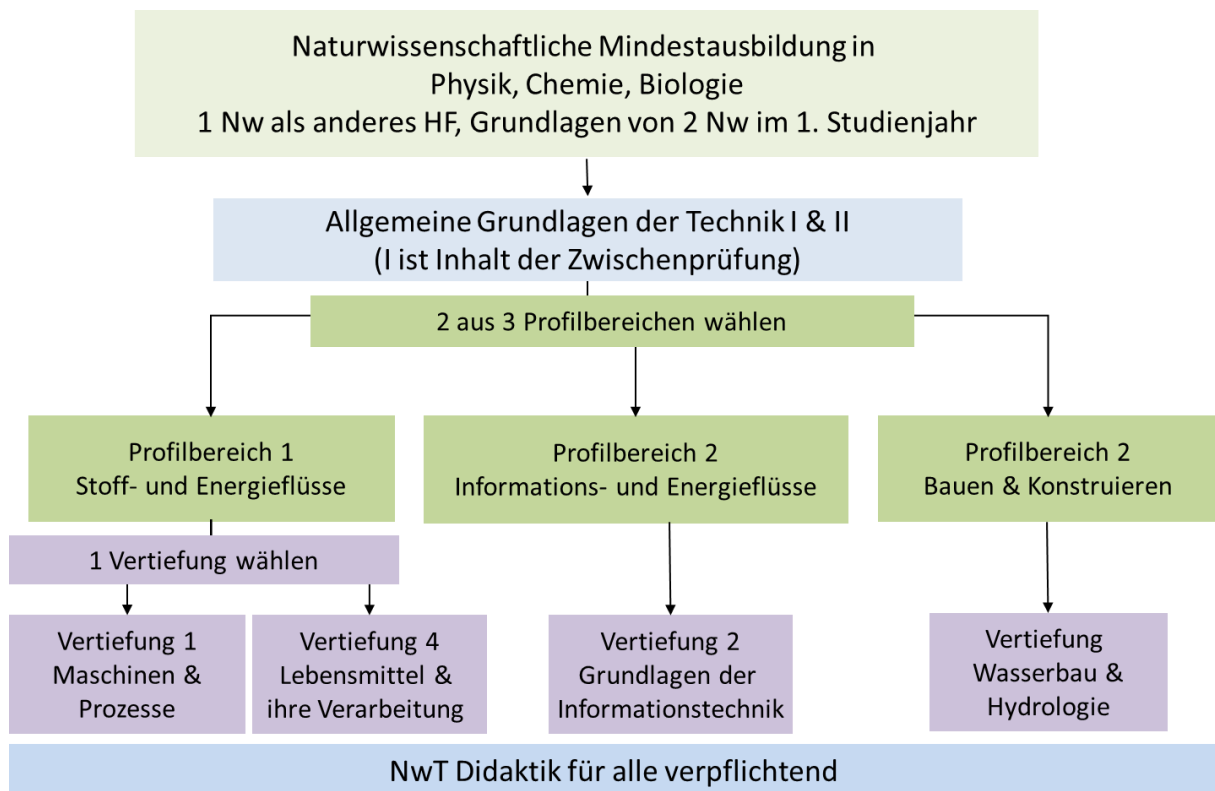 Naturwissenschaftliche Mindestausbildung in
Physik, Chemie, Biologie
1 Nw als anderes HF, Grundlagen von 2 Nw im 1. Studienjahr
Allgemeine Grundlagen der Technik I & II
(I ist Inhalt der Zwischenprüfung)
2 aus 3 Profilbereichen wählen
Profilbereich 1
Stoff- und Energieflüsse
Profilbereich 2
Informations- und Energieflüsse
Profilbereich 2
Bauen & Konstruieren
1 Vertiefung wählen
Vertiefung 1
Maschinen &
Prozesse
Vertiefung 4
Lebensmittel &
ihre Verarbeitung
Vertiefung 2
Grundlagen der
Informationstechnik
Vertiefung
Wasserbau &
Hydrologie
NwT Didaktik für alle verpflichtend